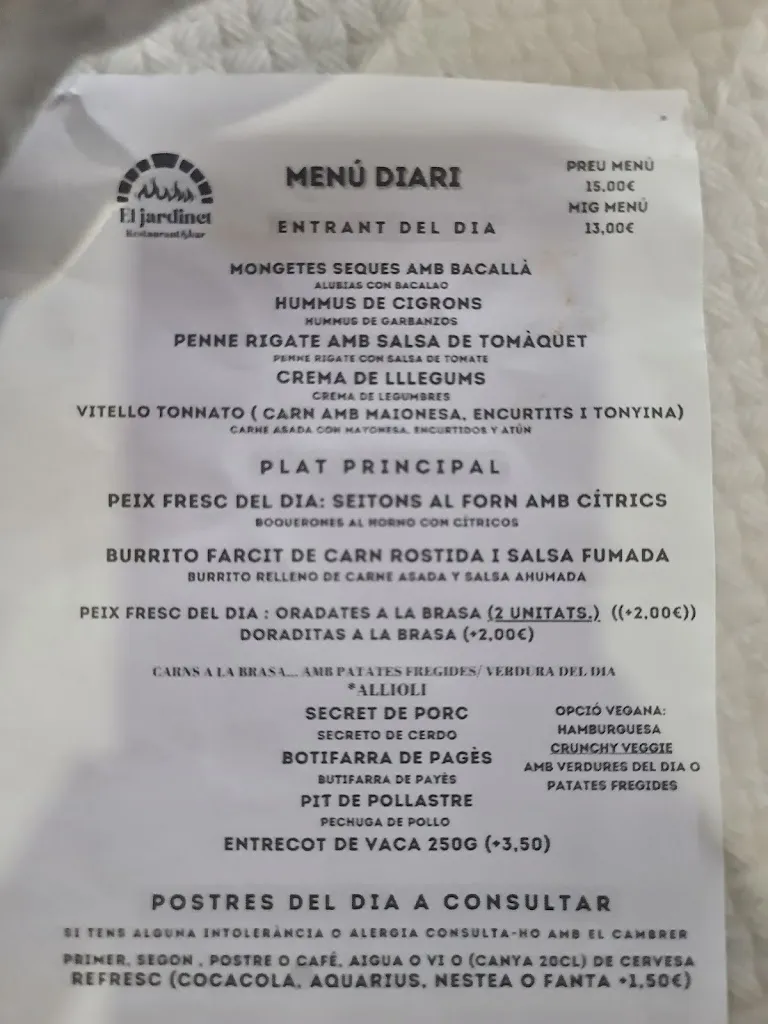 El jardinet
Restaurant&bar
MENÚ DIARI
PREU MENÚ
15,00€
MIG MENÚ
13,00€
ENTRANT DEL DIA
MONGETES SEQUES AMB BACALLÀ
ALUBIAS CON BACALAO
HUMMUS DE CIGRONS
HUMMUS DE GARBANZOS
PENNE RIGATE AMB SALSA DE TOMÀQUET
PENNE RIGATE CON SALSA DE TOMATE
CREMA DE LLLEGUMS
CREMA DE LEGUMBRES
VITELLO TONNATO ( CARN AMB MAIONESA, ENCURTITS I TONYINA)
CARNE ASADA CON MAYONESA, ENCURTIDOS Y ATÚN
PLAT PRINCIPAL
PEIX FRESC DEL DIA: SEITONS AL FORN AMB CÍTRICS
BOQUERONES AL HORNO CON CÍTRICOS
BURRITO FARCIT DE CARN ROSTIDA I SALSA FUMADA
BURRITO RELLENO DE CARNE ASADA Y SALSA AHUMADA
PEIX FRESC DEL DIA : ORADATES A LA BRASA (2 UNITATS.) ((+2,00€))
DORADITAS A LA BRASA (+2,00€)
CARNS A LA BRASA... AMB PATATES FREGIDES/ VERDURA DEL DIA
*ALLIOLI
SECRET DE PORC
SECRETO DE CERDO
BOTIFARRA DE PAGÈS
BUTIFARRA DE PAYÈS
PIT DE POLLASTRE
PECHUGA DE POLLO
ENTRECOT DE VACA 250G (+3,50)
OPCIÓ VEGANA:
HAMBURGUESA
CRUNCHY VEGGIE
AMB VERDURES DEL DIA O
PATATES FREGIDES
POSTRES DEL DIA A CONSULTAR
SI TENS ALGUNA INTOLERÀNCIA O ALERGIA CONSULTA-HO AMB EL CAMBRER
PRIMER, SEGON , POSTRE O CAFÉ, AIGUA O VI O (CANYA 20CL) DE CERVESA
REFRESC (COCACOLA, AQUARIUS, NESTEA O FANTA +1,50€)